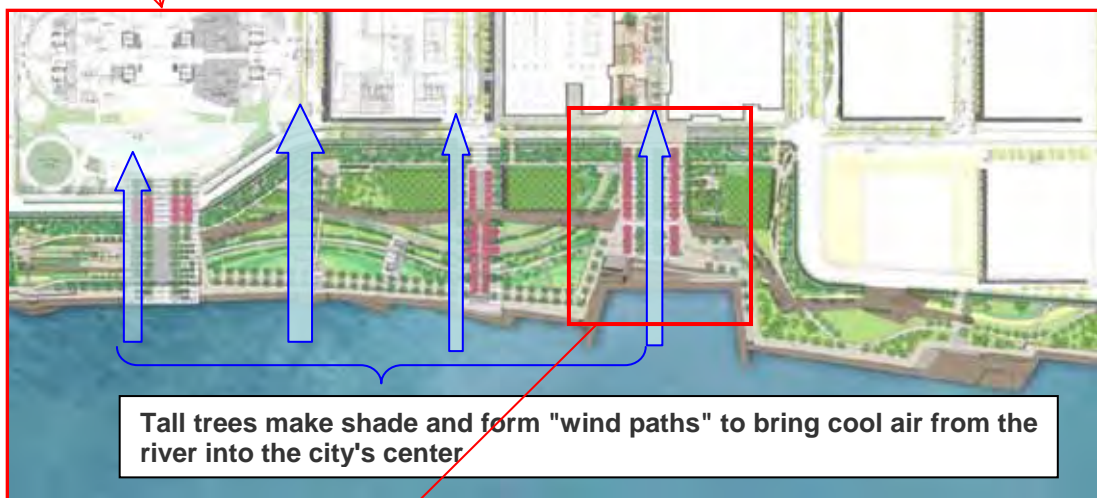 Tall trees make shade and form "wind paths" to bring cool air from the
river into the city's center